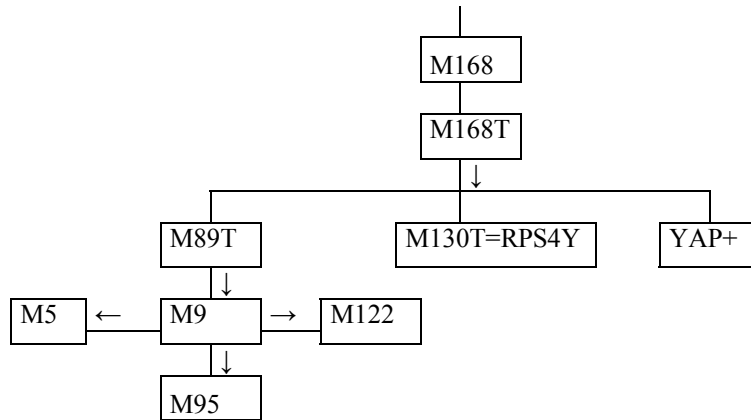 M168
M168T
↓
M89T
M130T=RPS4Y
YAP+
↓
M5
←
M9
→
M122
↓
M95